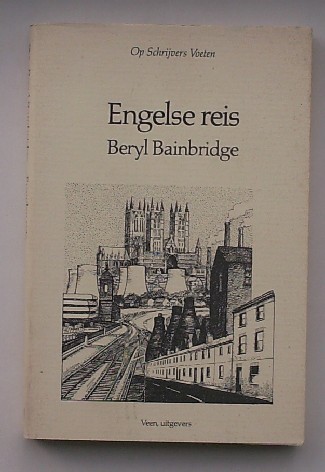 Op Schrijvers Voeten
Engelse reis
Beryl Bainbridge
Veen, uitgevers